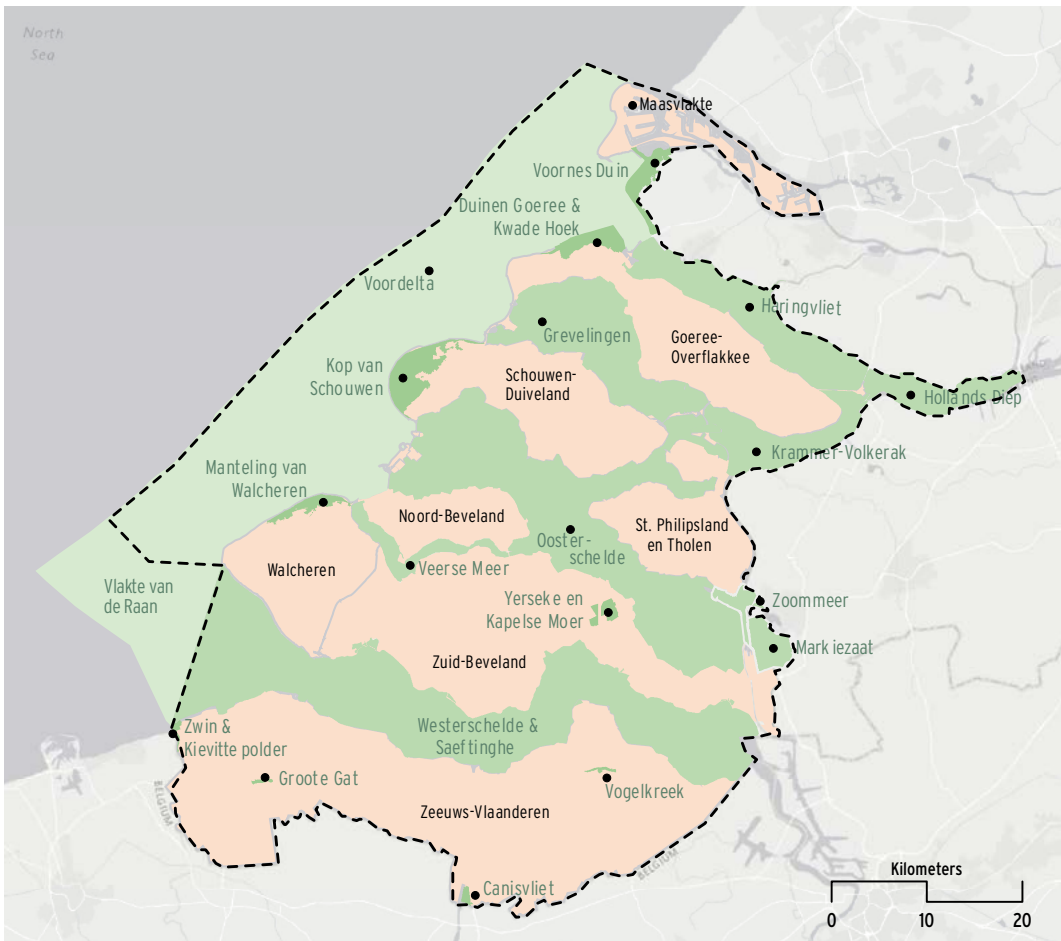 North
Sea
Maasvlakte
Voornes Duin
Duinen Goeree &
Kwade Hoek
Voordelta
Haringvliet
Grevelingen
Goeree-
Overflakkee
Kop van
Schouwen
Schouwen-
Duiveland
Hollands Diep
Krammer-Volkerak
Manteling van
Walcheren
Noord-Beveland
St. Philipsland
en Tholen
Ooster-
schelde
Walcheren
Veerse Meer
Vlakte van
de Raan
Yerseke en
Kapelse Moer
Zoommeer
Markiezaat
Zuid-Beveland
Zwin &
Kievitte polder
Westerschelde &
Saeftinghe
Groote Gat
Vogelkreek
BELGIUM
Zeeuws-Vlaanderen
BELGIUM
Canisvliet
Kilometers
0 10 20